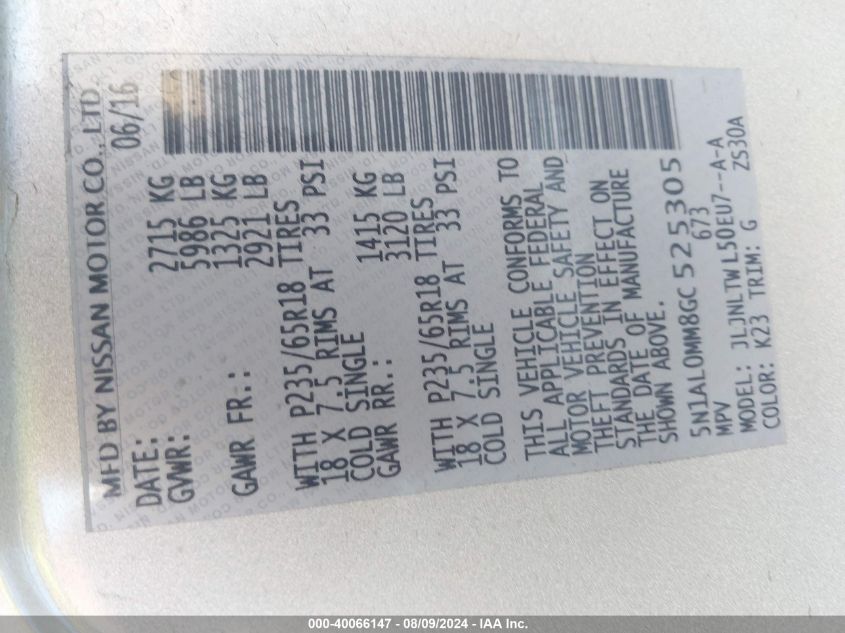 MFD BY NISSAN MOTOR CO., LTD.
DATE: 06/16
GVWR: 2715 KG
5986 LB
GAWR FR.: 1325 KG
2921 LB
WITH P235/65R18 TIRES
18 X 7.5 RIMS AT 33 PSI
COLD SINGLE
GAWR RR.: 1415 KG
3120 LB
WITH P235/65R18 TIRES
18 X 7.5 RIMS AT 33 PSI
COLD SINGLE
THIS VEHICLE CONFORMS TO
ALL APPLICABLE FEDERAL
MOTOR VEHICLE SAFETY AND
THEFT PREVENTION
STANDARDS IN EFFECT ON
THE DATE OF MANUFACTURE
SHOWN ABOVE.
5N1AL0MM8GC525305
MPV 673
MODEL: JLJNLTWL50EU7--A-A
COLOR: K23 TRIM: G ZS30A
000-40066147 - 08/09/2024 - IAA Inc.